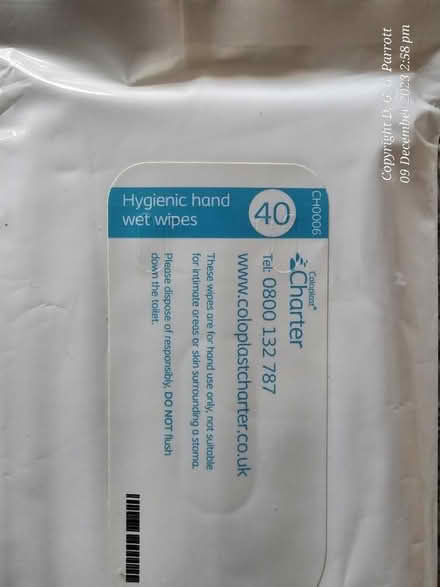 Hygienic hand
wet wipes
40
CH0006
Coloplast®
Charter
Tel: 0800 132 787
www.coloplastcharter.co.uk
These wipes are for hand use only, not suitable
for intimate areas or skin surrounding a stoma.
Please dispose of responsibly, DO NOT flush
down the toilet.
Copyright D. G. J. Parrott
09 December 2023 2:58 pm